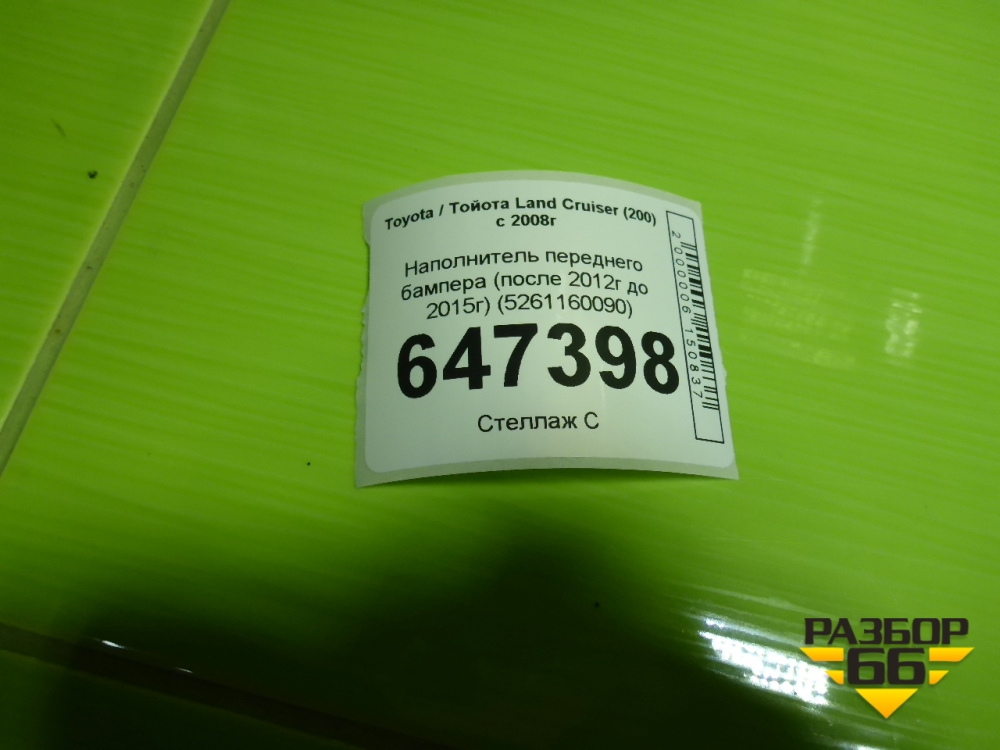 Toyota / Тойота Land Cruiser (200)
с 2008г
Наполнитель переднего
бампера (после 2012г до
2015г) (5261160090)
647398
Стеллаж С
2000006150837
РАЗБОР
66